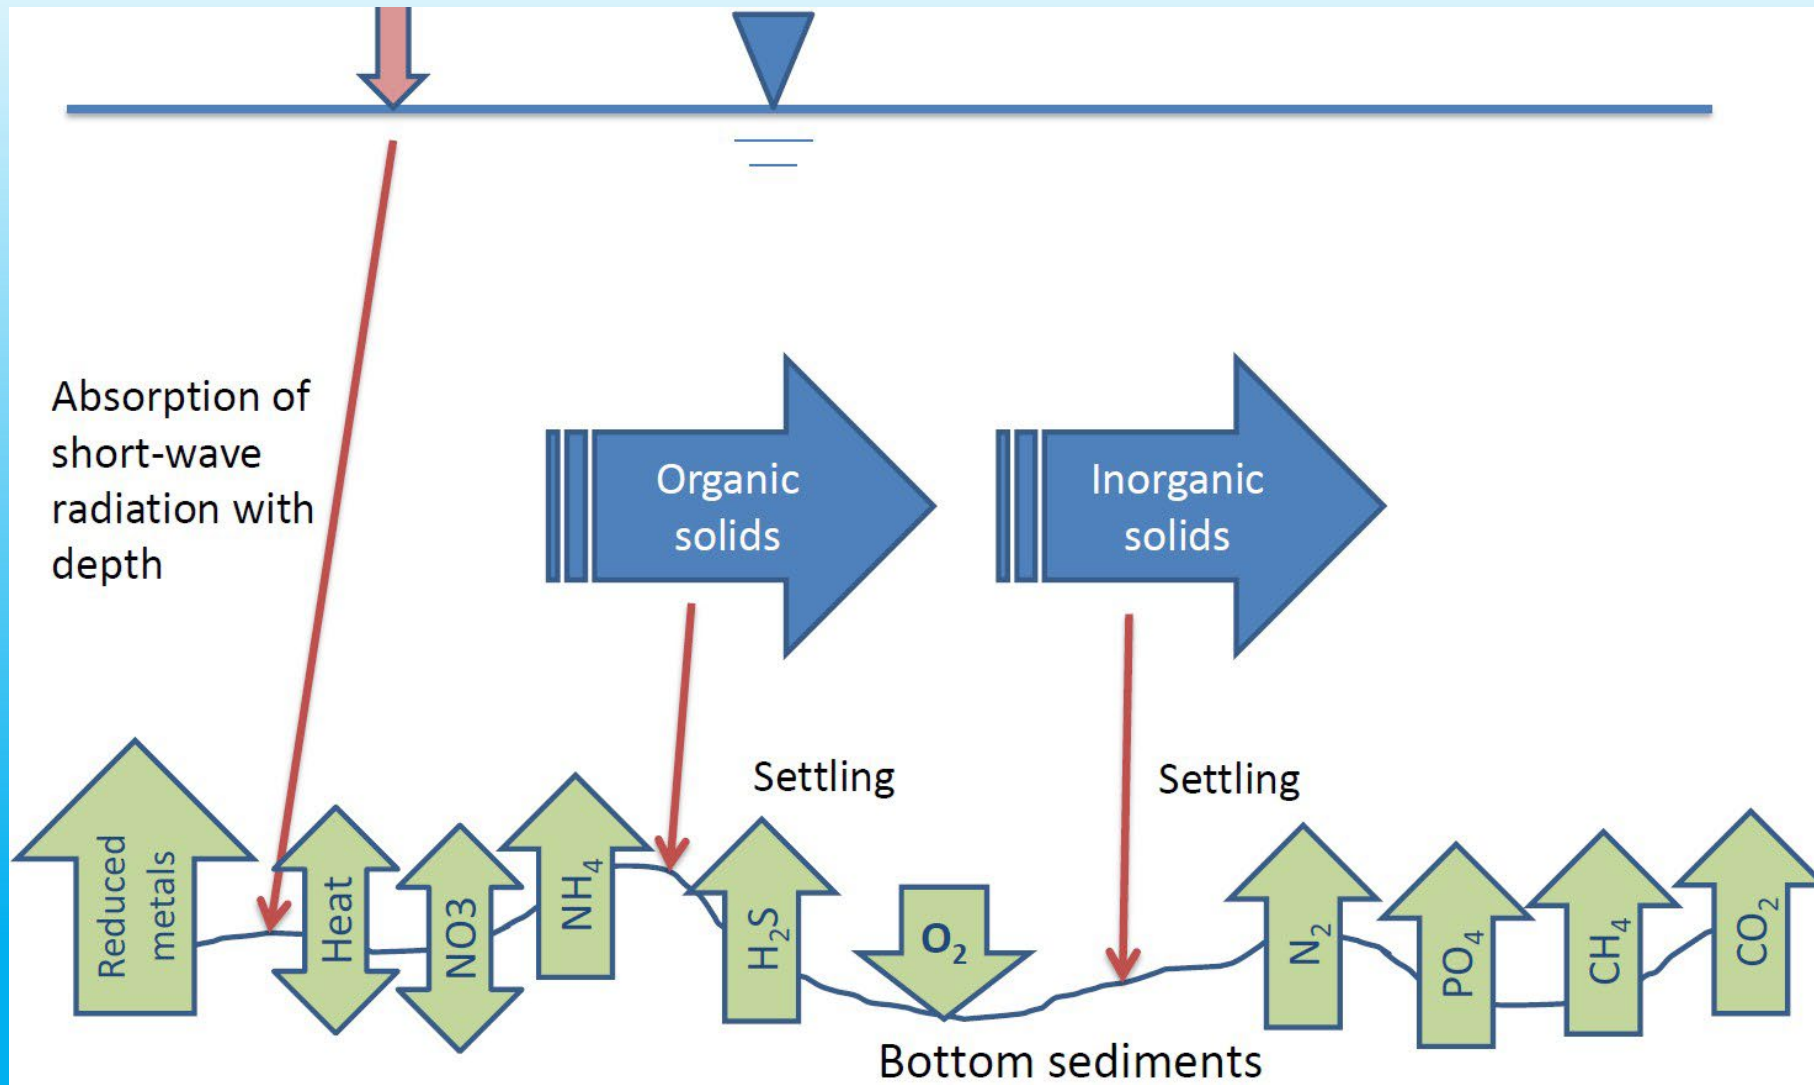 Absorption of
short-wave
radiation with
depth
Organic
solids
Inorganic
solids
Settling
Settling
Reduced
metals
Heat
NO3
NH₄
H₂S
O₂
N₂
PO₄
CH₄
CO₂
Bottom sediments